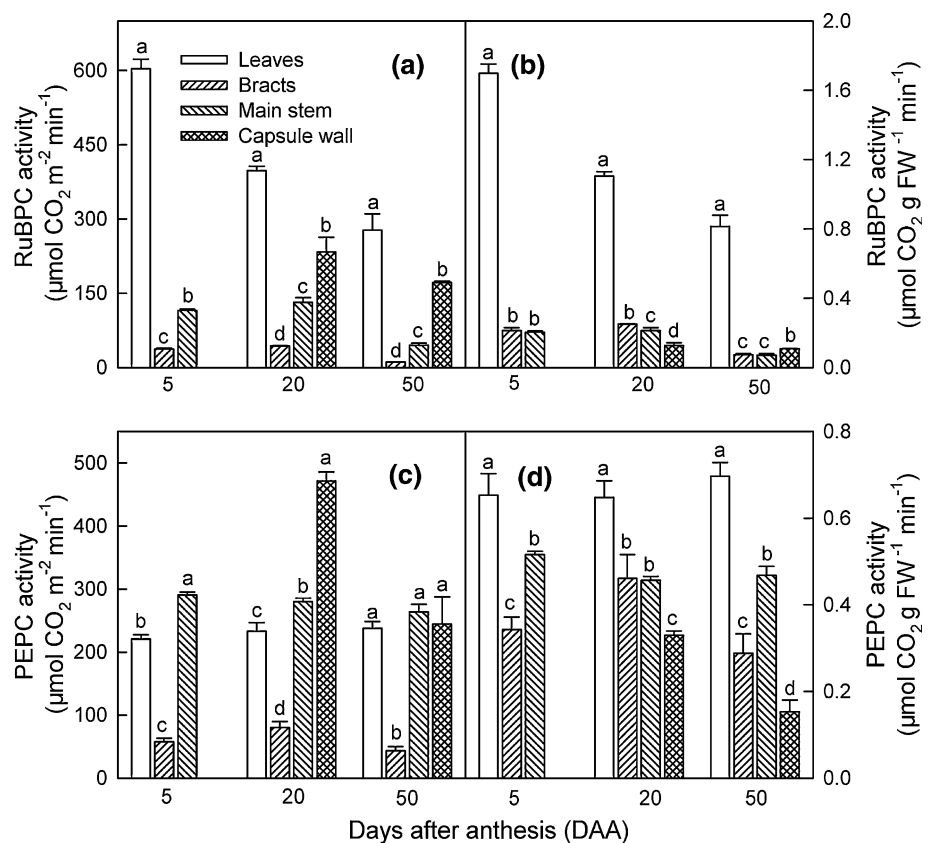 RuBPC activity
(µmol CO₂ m⁻² min⁻¹)
600
450
300
150
0
Leaves
Bracts
Main stem
Capsule wall
(a)
a
c
b
a
d
c
b
a
d
c
b
5
20
50
(b)
a
b
b
a
b
c
d
a
c
c
b
5
20
50
2.0
1.6
1.2
0.8
0.4
0.0
RuBPC activity
(µmol CO₂ g FW⁻¹ min⁻¹)
PEPC activity
(µmol CO₂ m⁻² min⁻¹)
500
400
300
200
100
0
(c)
b
c
a
c
d
b
a
a
b
a
a
5
20
50
(d)
a
c
b
a
b
b
c
a
c
b
d
5
20
50
0.8
0.6
0.4
0.2
0.0
PEPC activity
(µmol CO₂ g FW⁻¹ min⁻¹)
Days after anthesis (DAA)